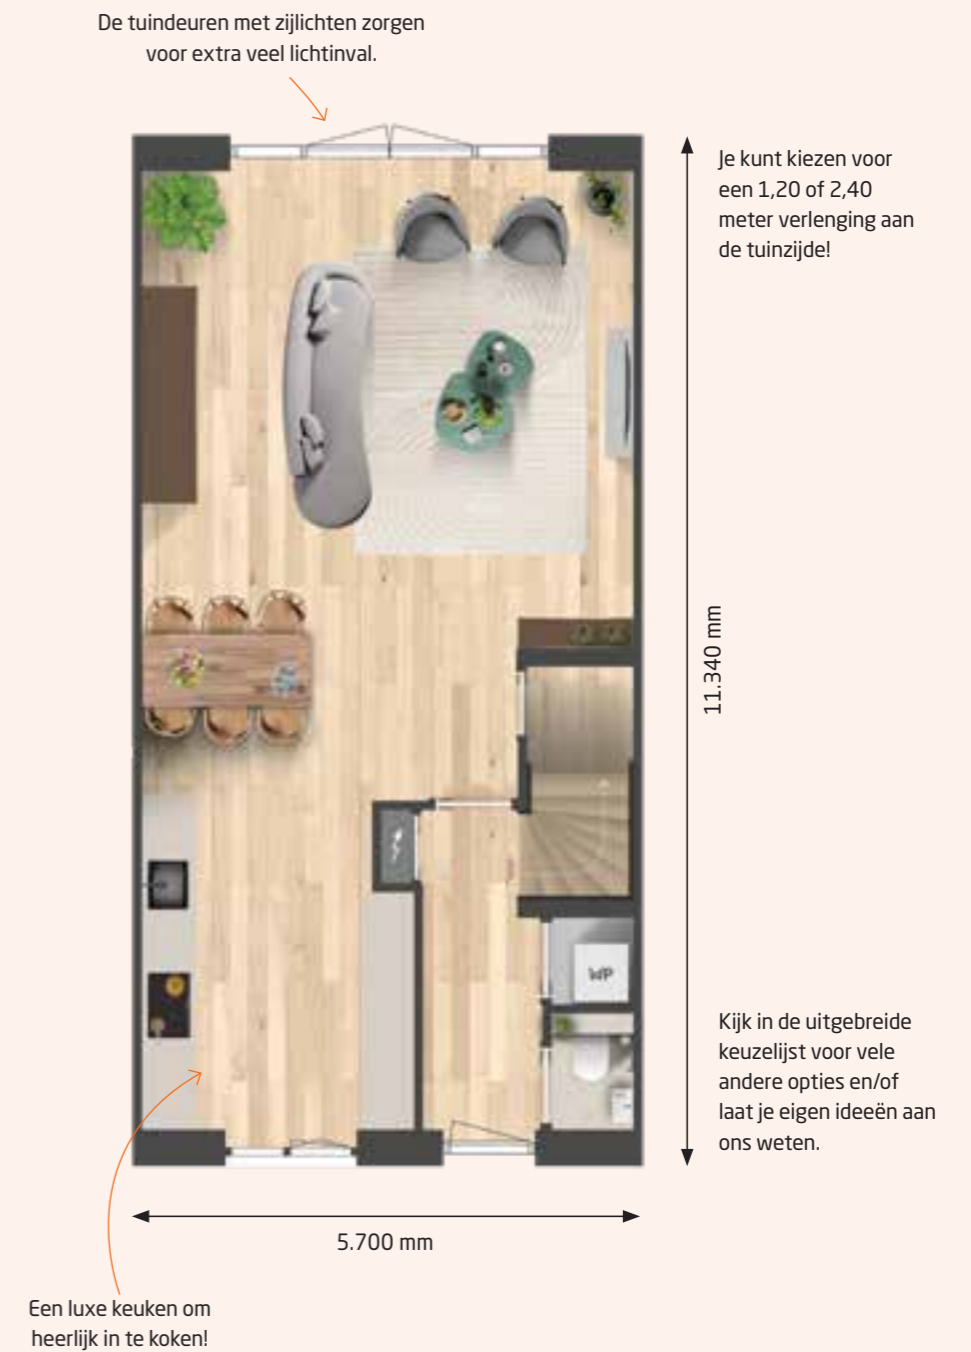 De tuindeuren met zijlichten zorgen
voor extra veel lichtinval.
Je kunt kiezen voor
een 1,20 of 2,40
meter verlenging aan
de tuinzijde!
11.340 mm
WP
Kijk in de uitgebreide
keuzelijst voor vele
andere opties en/of
laat je eigen ideeën aan
ons weten.
5.700 mm
Een luxe keuken om
heerlijk in te koken!